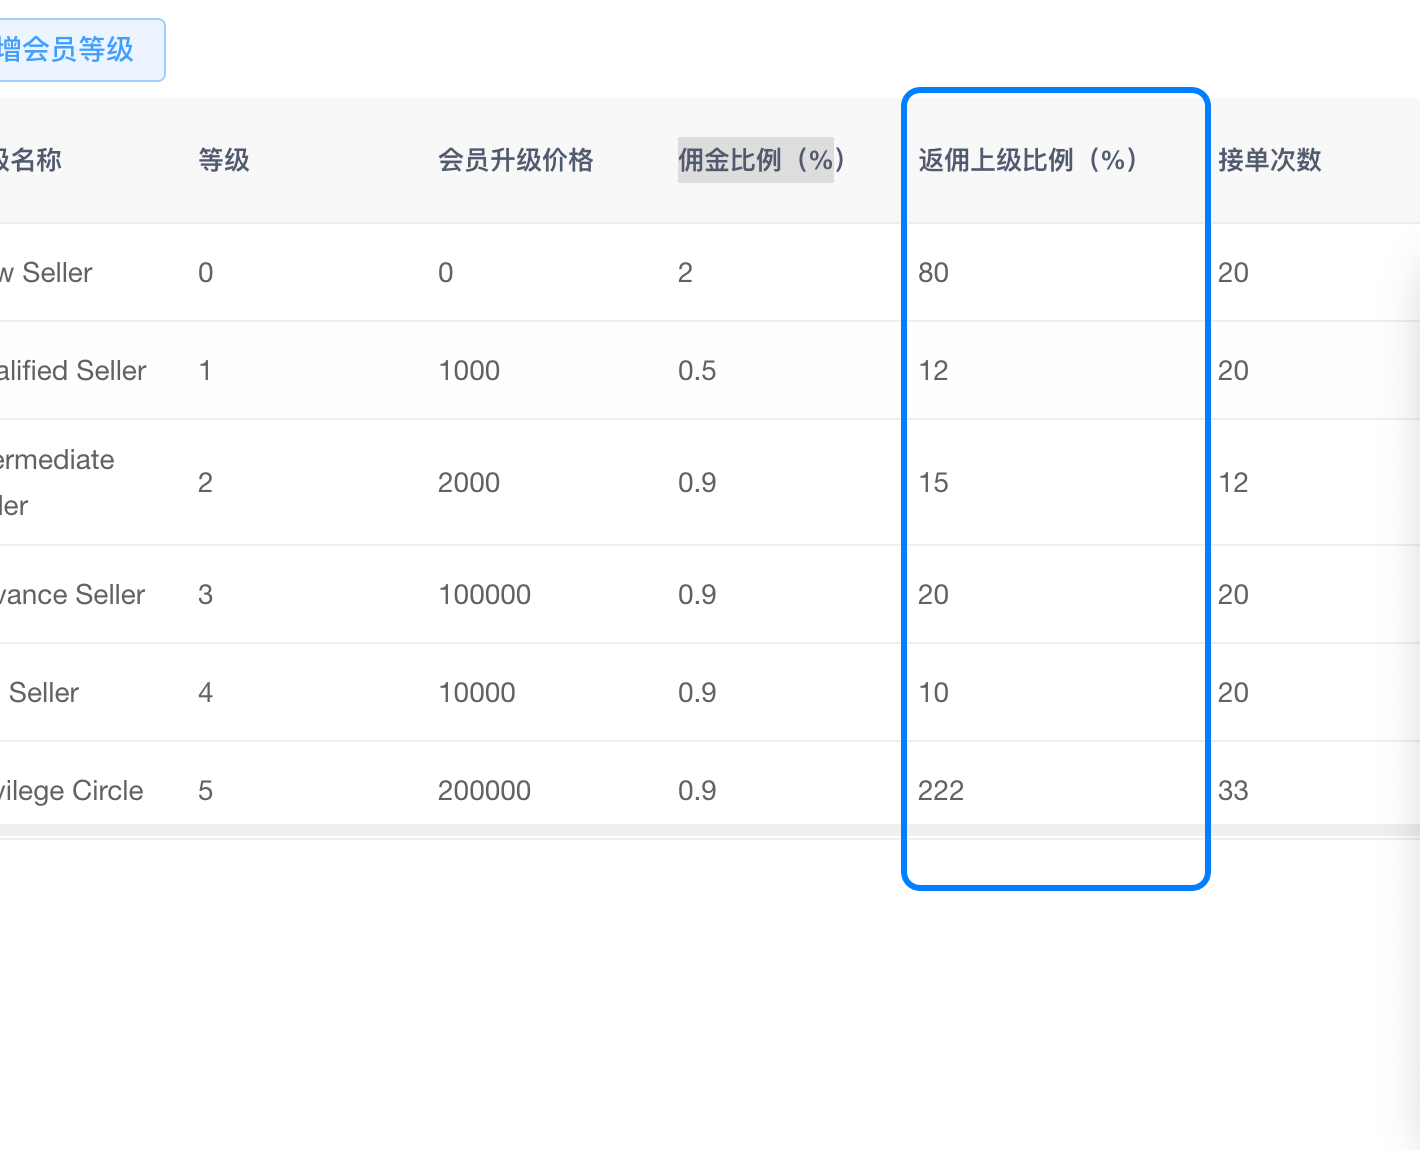 增会员等级
级名称 等级 会员升级价格 佣金比例（%） 返佣上级比例（%） 接单次数
w Seller 0 0 2 80 20
alified Seller 1 1000 0.5 12 20
ermediate
ler 2 2000 0.9 15 12
vance Seller 3 100000 0.9 20 20
Seller 4 10000 0.9 10 20
vilege Circle 5 200000 0.9 222 33